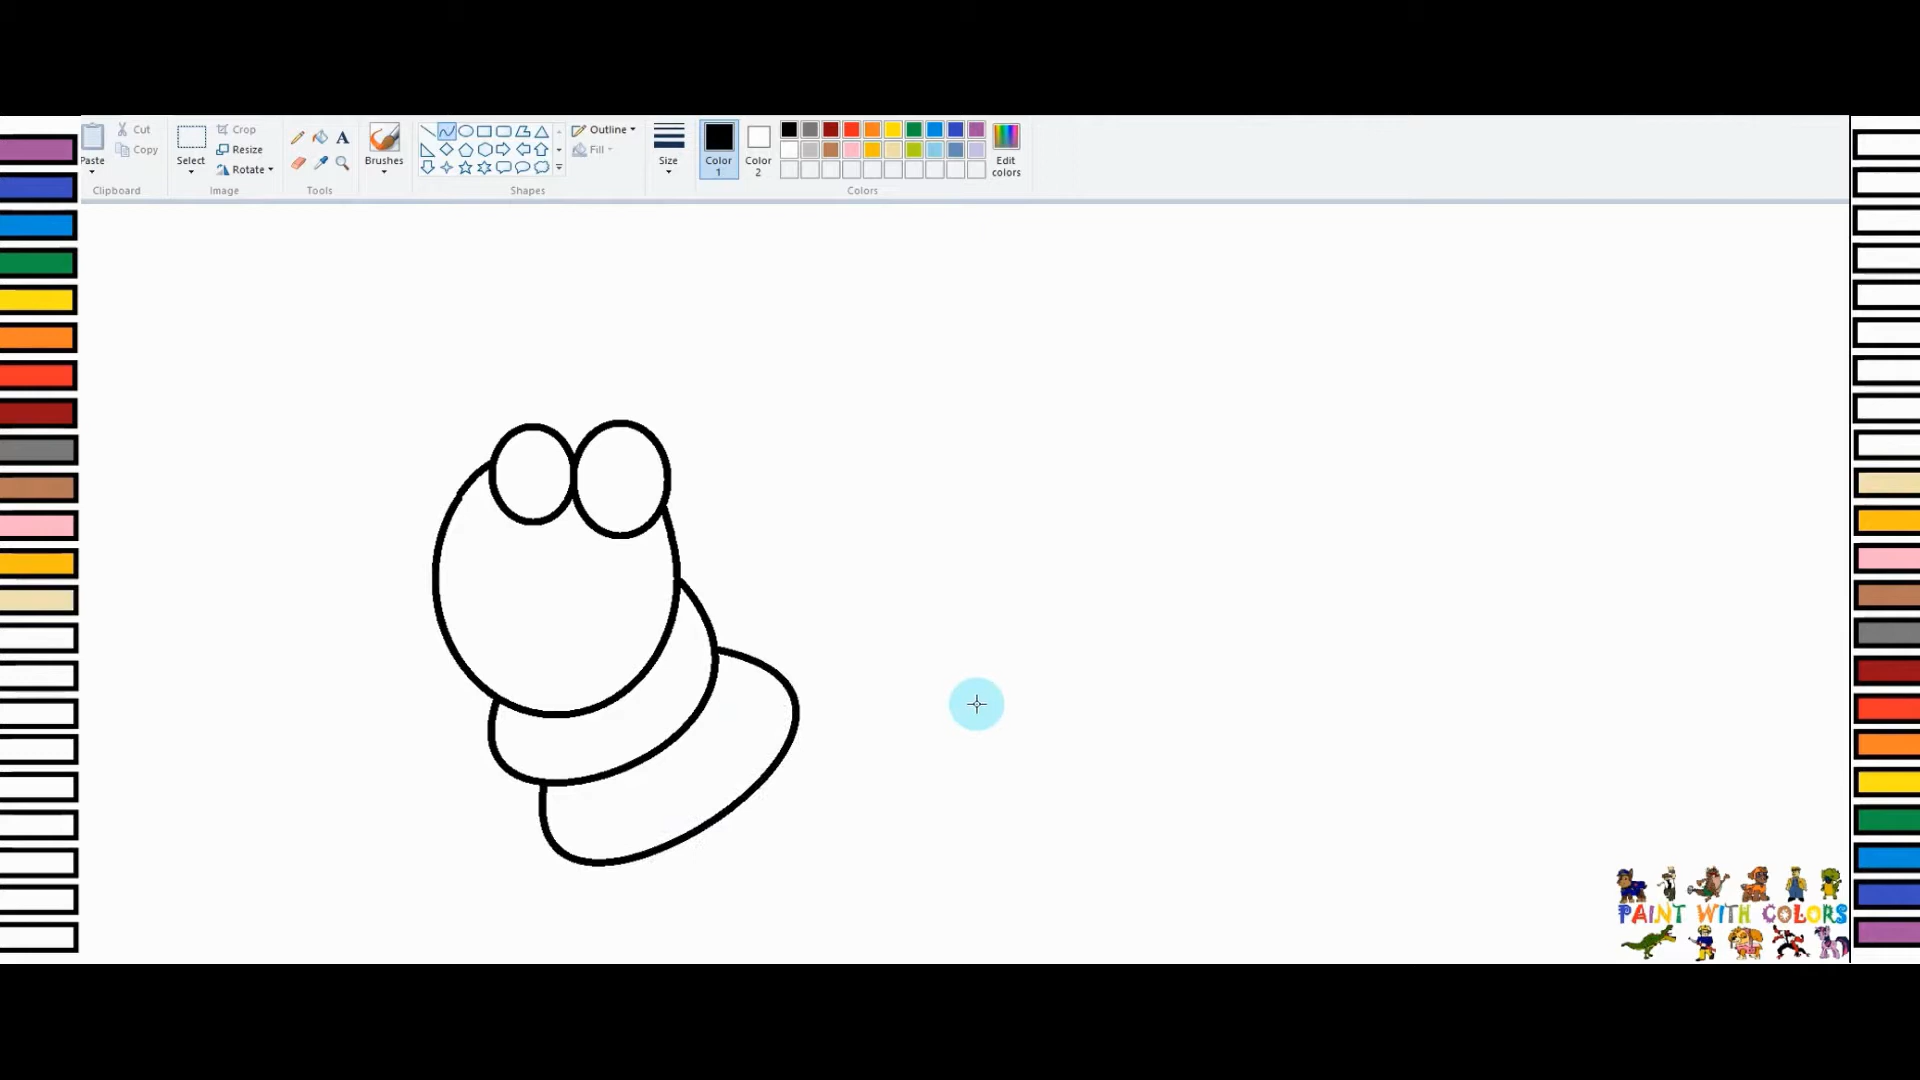 Paste
Cut
Copy
Clipboard
Select
Crop
Resize
Rotate
Image
A
Tools
Brushes
Outline
Fill
Shapes
Size
Color
1
Color
2
Edit
colors
Colors
PAINT WITH COLORS